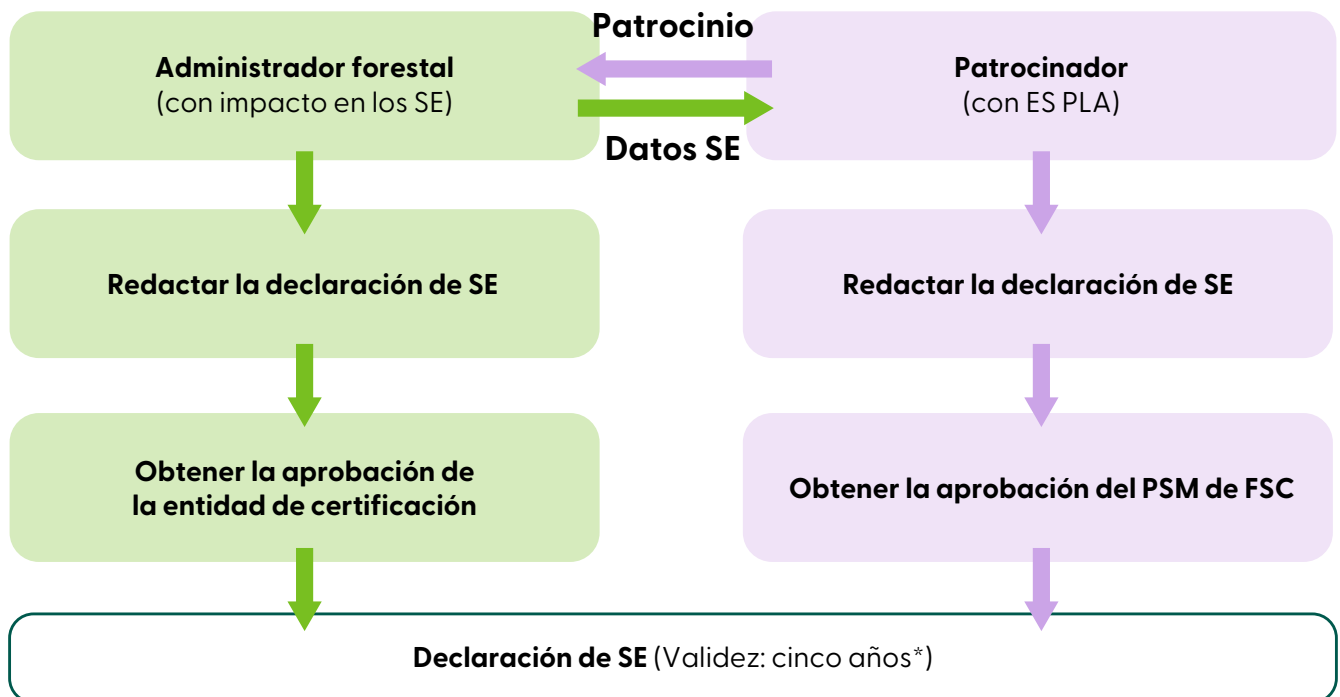 Patrocinio
Administrador forestal
(con impacto en los SE)
Patrocinador
(con ES PLA)
Datos SE
Redactar la declaración de SE
Redactar la declaración de SE
Obtener la aprobación de
la entidad de certificación
Obtener la aprobación del PSM de FSC
Declaración de SE (Validez: cinco años*)